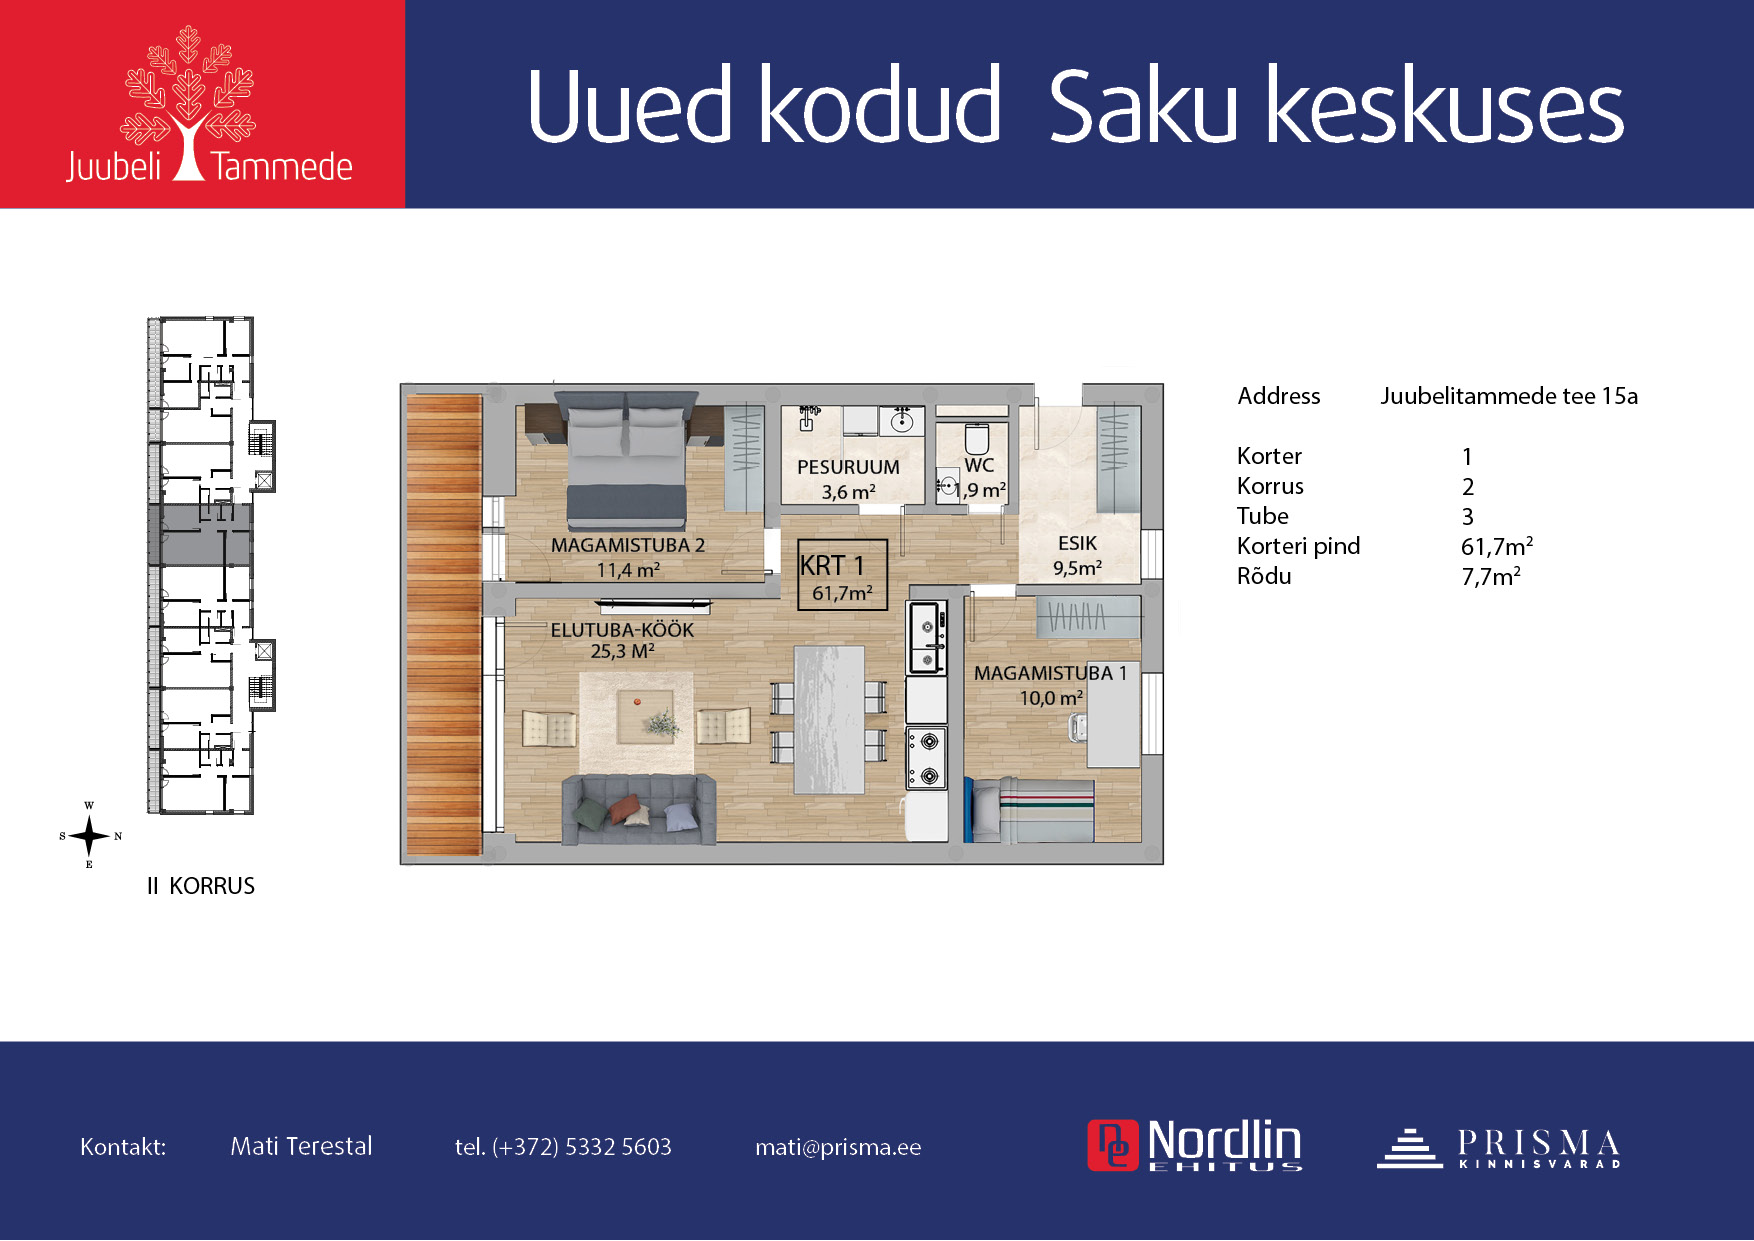 Juubeli Tammede
Uued kodud Saku keskuses
PESURUUM
3,6 m²
WC
1,9 m²
MAGAMISTUBA 2
11,4 m²
ESIK
9,5m²
KRT 1
61,7m²
ELUTUBA-KÖÖK
25,3 M²
MAGAMISTUBA 1
10,0 m²
Address Juubelitammede tee 15a
Korter 1
Korrus 2
Tube 3
Korteri pind 61,7m²
Rõdu 7,7m²
W
S N
E
II KORRUS
Kontakt: Mati Terestal tel. (+372) 5332 5603 mati@prisma.ee
ne Nordlin
EHITUS
PRISMA
KINNISVARAD